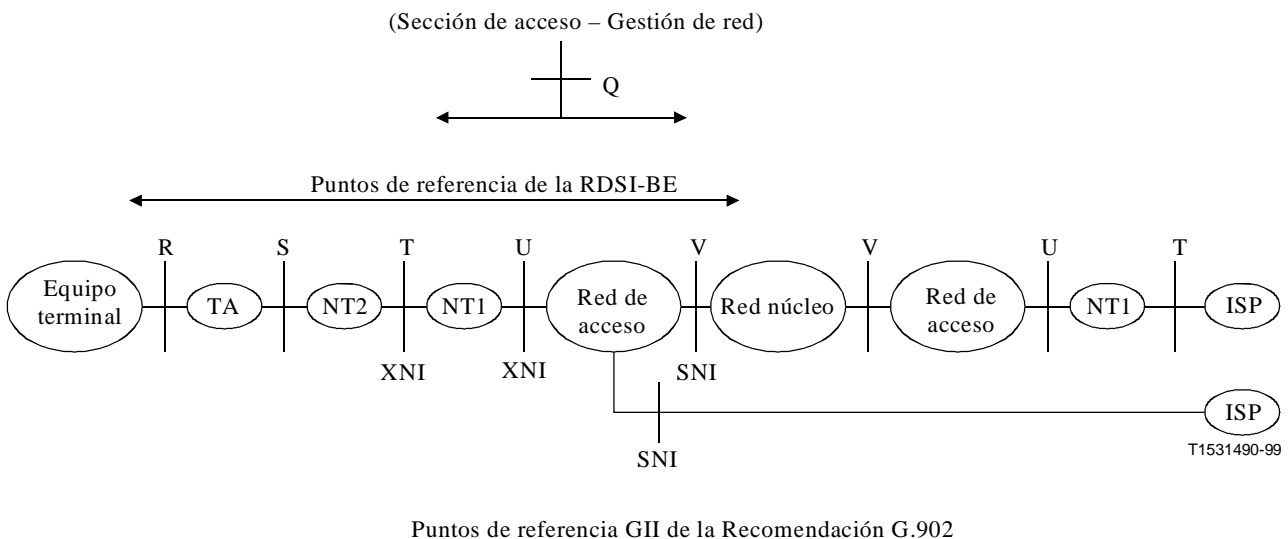 (Sección de acceso – Gestión de red)
Q
Puntos de referencia de la RDSI-BE
R S T U V V U T
Equipo terminal
TA
NT2
NT1
Red de acceso
Red núcleo
Red de acceso
NT1
ISP
XNI XNI SNI
SNI
ISP
T1531490-99
Puntos de referencia GII de la Recomendación G.902